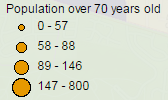 Population over 70 years old
0 - 57
58 - 88
89 - 146
147 - 800